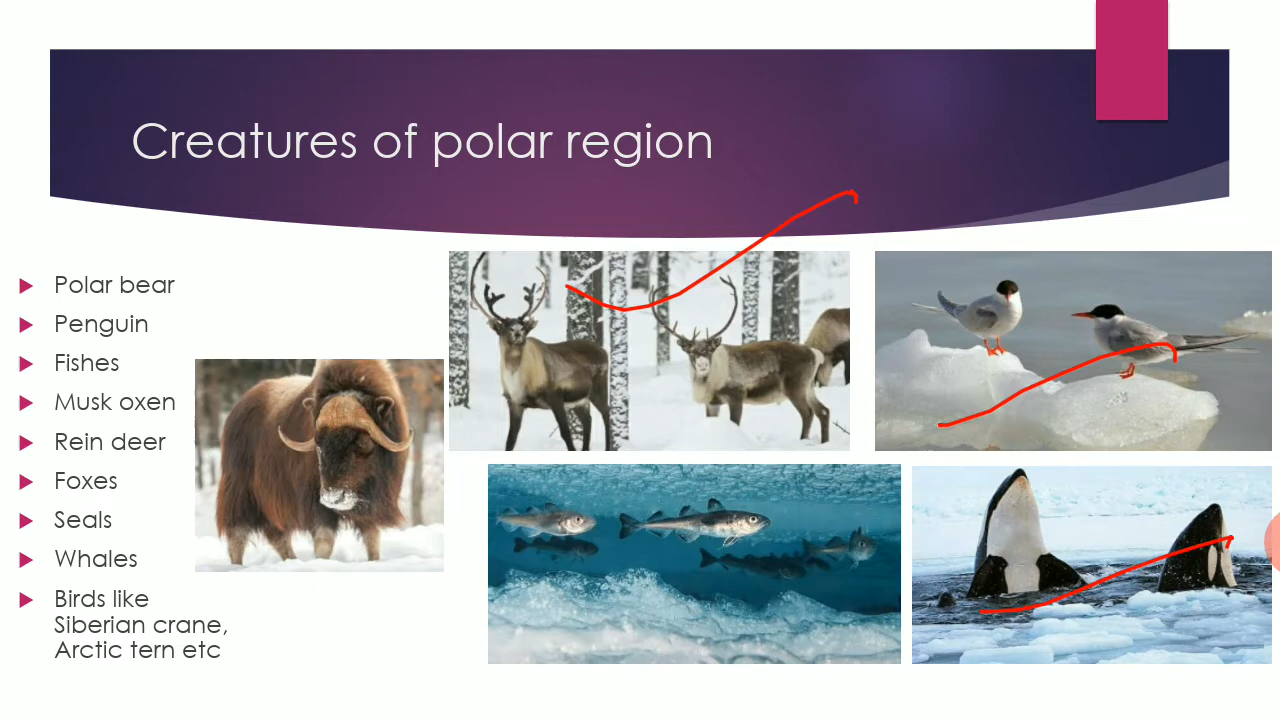 Creatures of polar region
Polar bear
Penguin
Fishes
Musk oxen
Rein deer
Foxes
Seals
Whales
Birds like
Siberian crane,
Arctic tern etc